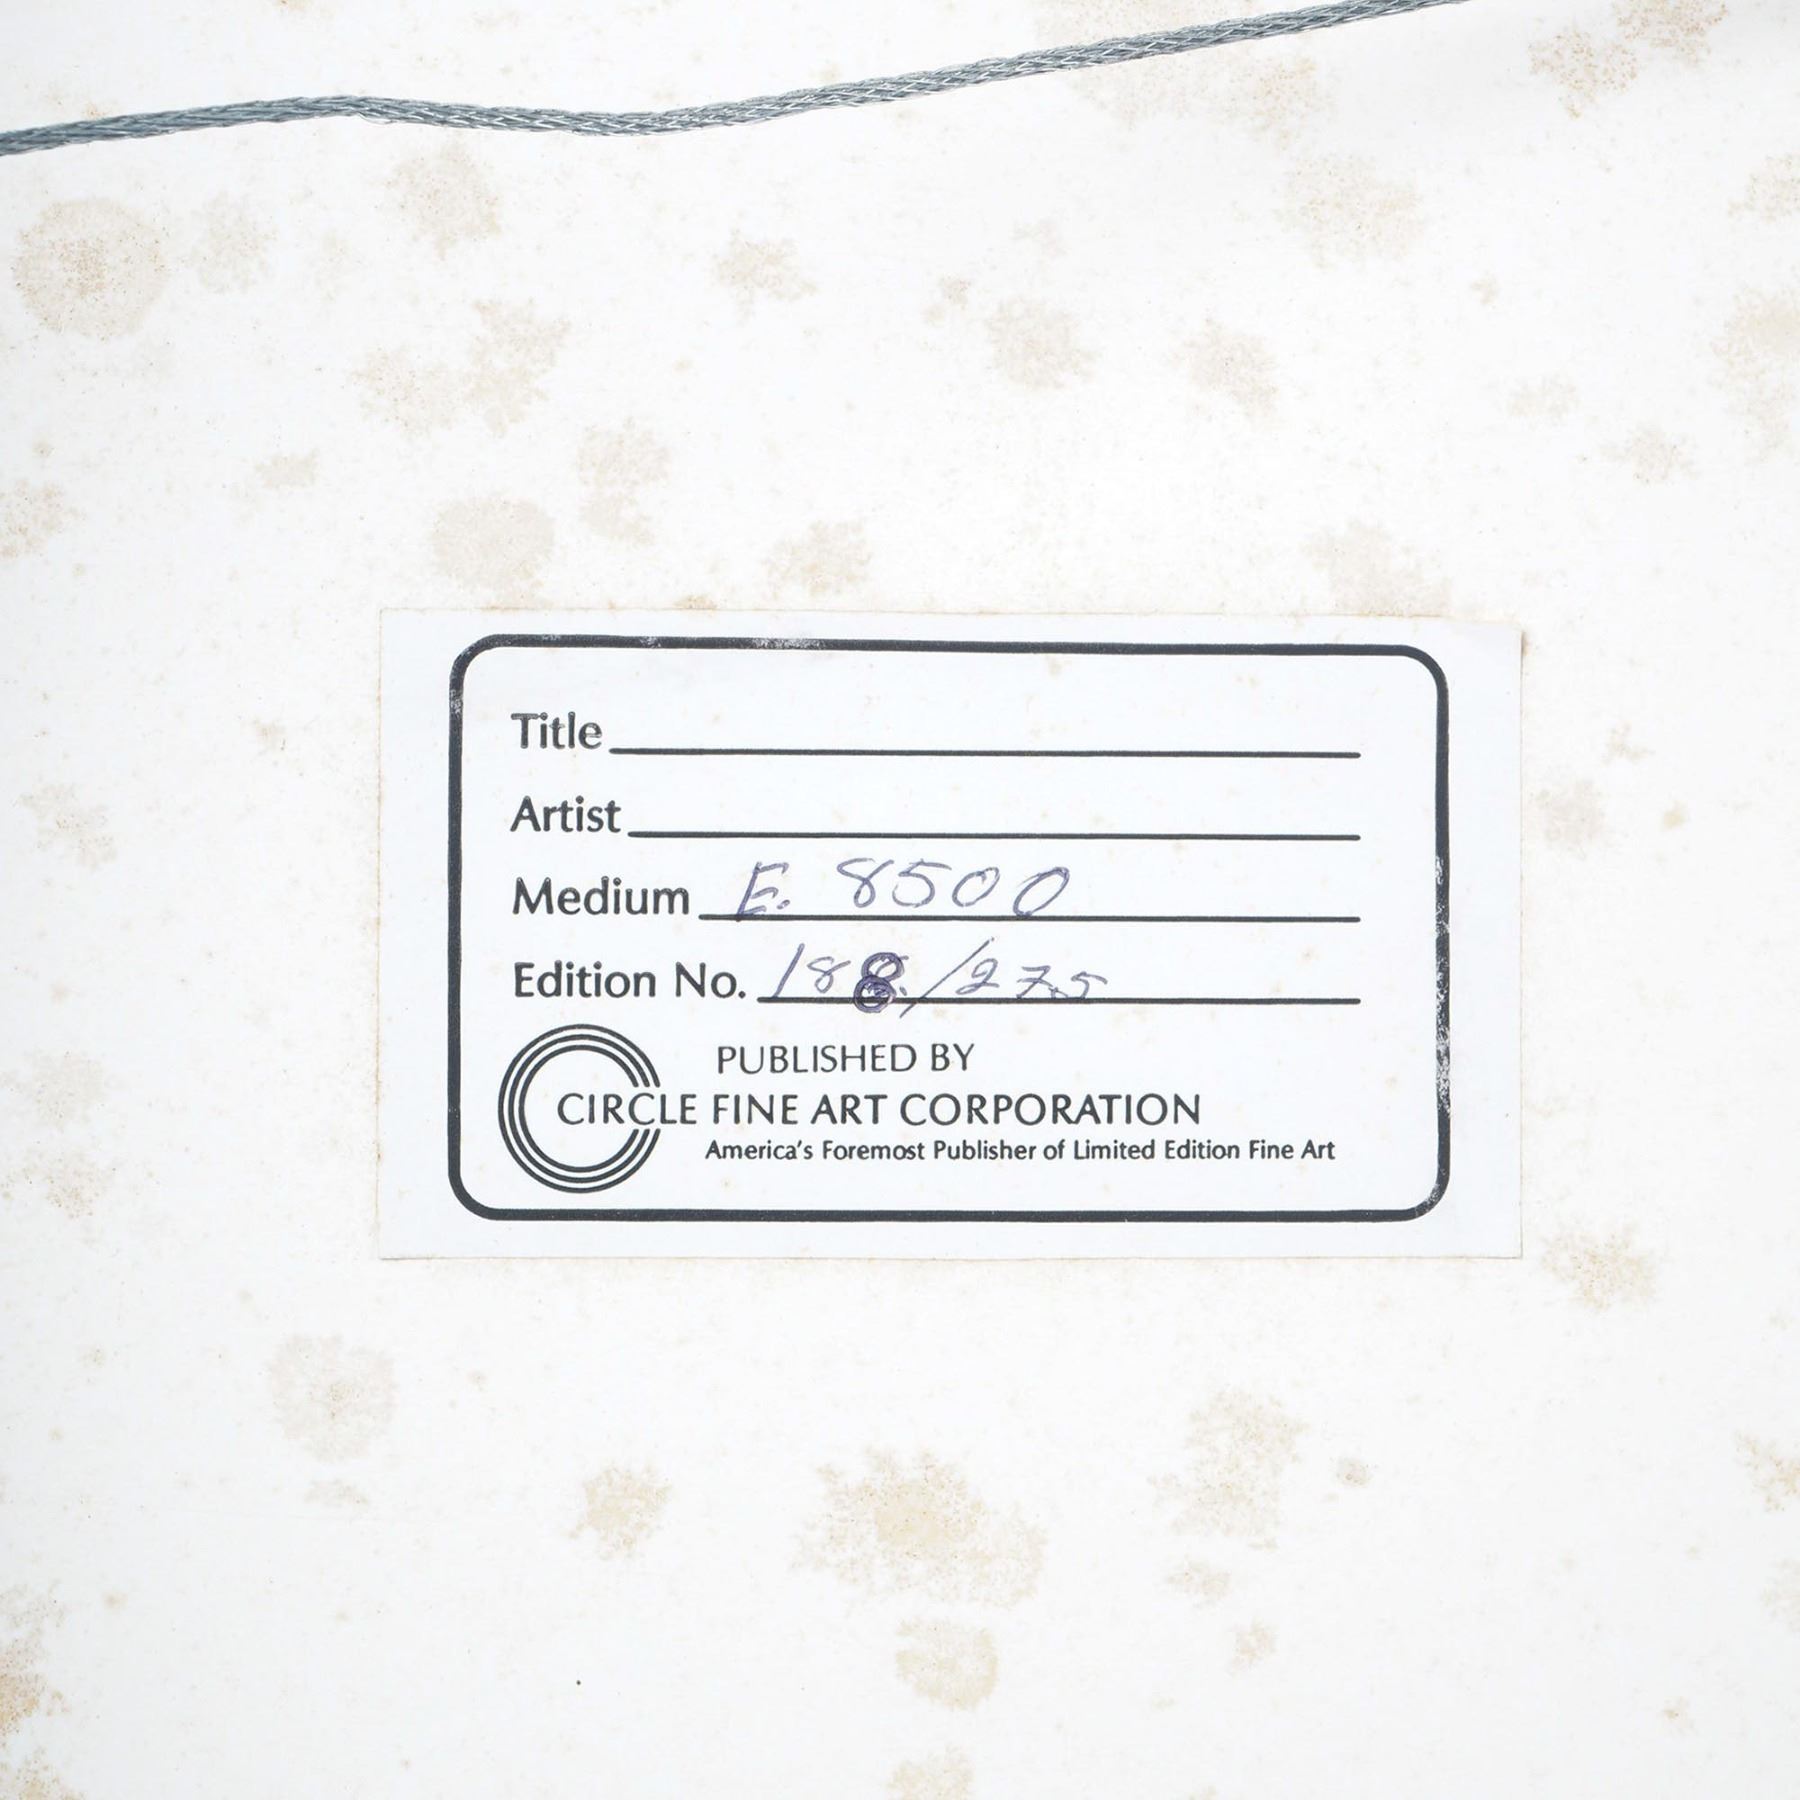 Title
Artist
Medium E. 8500
Edition No. 188./275
PUBLISHED BY
CIRCLE FINE ART CORPORATION
America's Foremost Publisher of Limited Edition Fine Art